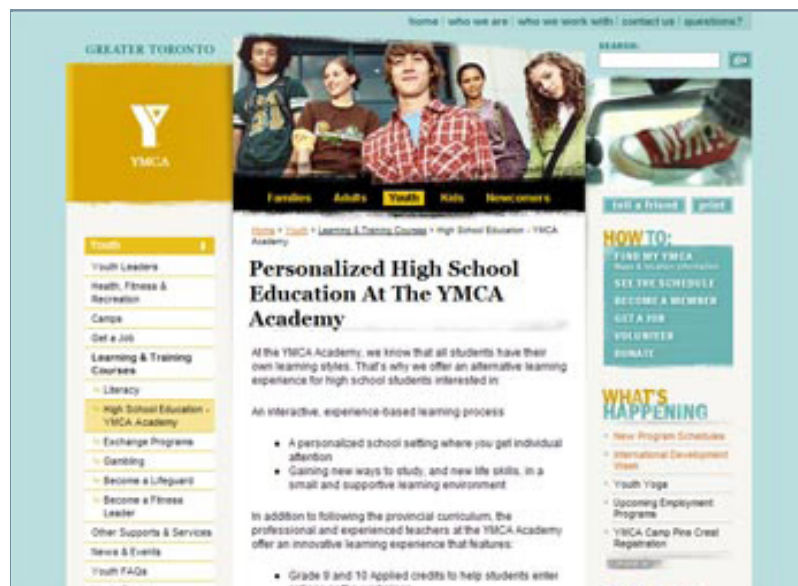 home | who we are | who we work with | contact us | questions?
GREATER TORONTO
SEARCH:
YMCA
Families Adults Youth Kids Newcomers
tell a friend print
Home > Youth > Learning & Training Courses > High School Education - YMCA
Academy
Youth
Youth Leaders
Health, Fitness &
Recreation
Camps
Get a Job
Learning & Training
Courses
Literacy
High School Education -
YMCA Academy
Exchange Programs
Gambling
Become a Lifeguard
Become a Fitness
Leader
Other Supports & Services
News & Events
Youth FAQs
Personalized High School
Education At The YMCA
Academy
At the YMCA Academy, we know that all students have their
own learning styles. That's why we offer an alternative learning
experience for high school students interested in:
An interactive, experience-based learning process
• A personalized school setting where you get individual
attention
• Gaining new ways to study, and new life skills, in a
small and supportive learning environment
In addition to following the provincial curriculum, the
professional and experienced teachers at the YMCA Academy
offer an innovative learning experience that features:
• Grade 9 and 10 Applied credits to help students enter
HOW TO:
FIND MY YMCA
Maps & location information
SEE THE SCHEDULE
BECOME A MEMBER
GET A JOB
VOLUNTEER
DONATE
WHAT'S
HAPPENING
New Program Schedules
International Development
Week
Youth Yoga
Upcoming Employment
Programs
YMCA Camp Pine Crest
Registration